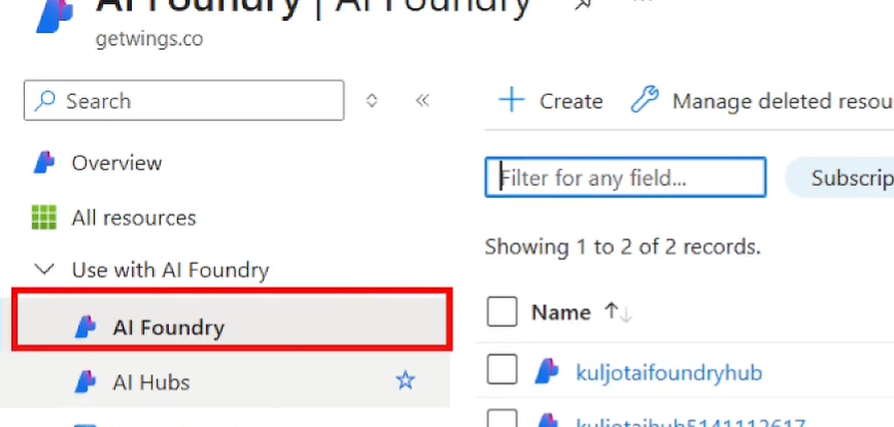 AI Foundry | AI Foundry
getwings.co
Search
Overview
All resources
Use with AI Foundry
AI Foundry
AI Hubs
Create
Manage deleted resou
Filter for any field...
Subscrip
Showing 1 to 2 of 2 records.
Name
kuljotaifoundryhub
kuljotaihub5141112617